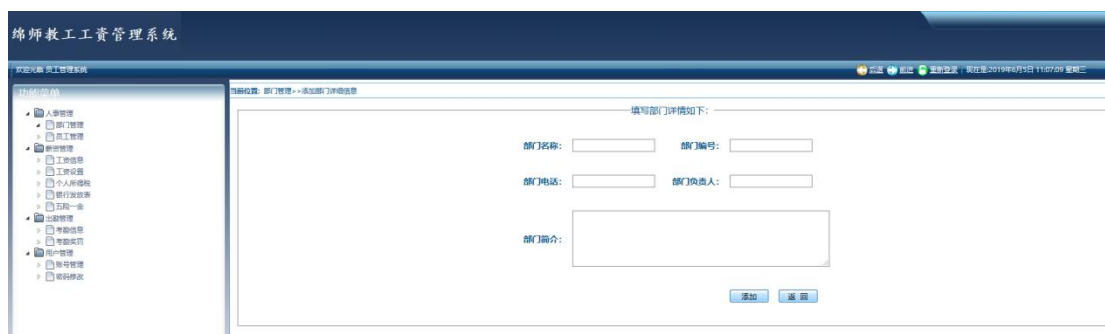 绵师教工工资管理系统
欢迎光临 员工管理系统
后退 前进 重新登录 | 现在是:2019年6月5日 11:07:09 星期三
功能菜单
当前位置: 部门管理>>添加部门详细信息
人事管理
部门管理
员工管理
薪资管理
工资信息
工资设置
个人所得税
银行发放表
五险一金
出勤管理
考勤信息
考勤奖罚
用户管理
账号管理
密码修改
填写部门详情如下:
部门名称: 部门编号:
部门电话: 部门负责人:
部门简介:
添加 返 回